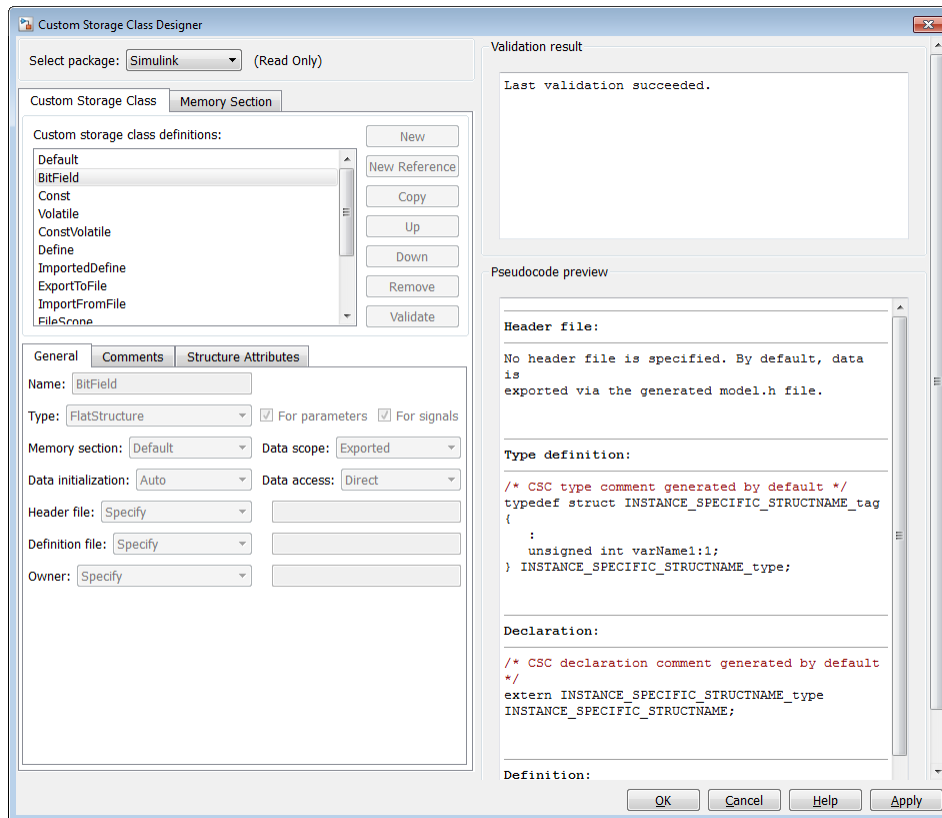 Custom Storage Class Designer
Select package: Simulink (Read Only)
Custom Storage Class Memory Section
Custom storage class definitions:
Default
BitField
Const
Volatile
ConstVolatile
Define
ImportedDefine
ExportToFile
ImportFromFile
FileScope
New
New Reference
Copy
Up
Down
Remove
Validate
General Comments Structure Attributes
Name: BitField
Type: FlatStructure For parameters For signals
Memory section: Default Data scope: Exported
Data initialization: Auto Data access: Direct
Header file: Specify
Definition file: Specify
Owner: Specify
Validation result
Last validation succeeded.
Pseudocode preview
Header file:
No header file is specified. By default, data
is
exported via the generated model.h file.
Type definition:
/* CSC type comment generated by default */
typedef struct INSTANCE_SPECIFIC_STRUCTNAME_tag
{
:
unsigned int varName1:1;
} INSTANCE_SPECIFIC_STRUCTNAME_type;
Declaration:
/* CSC declaration comment generated by default
*/
extern INSTANCE_SPECIFIC_STRUCTNAME_type
INSTANCE_SPECIFIC_STRUCTNAME;
Definition:
OK Cancel Help Apply